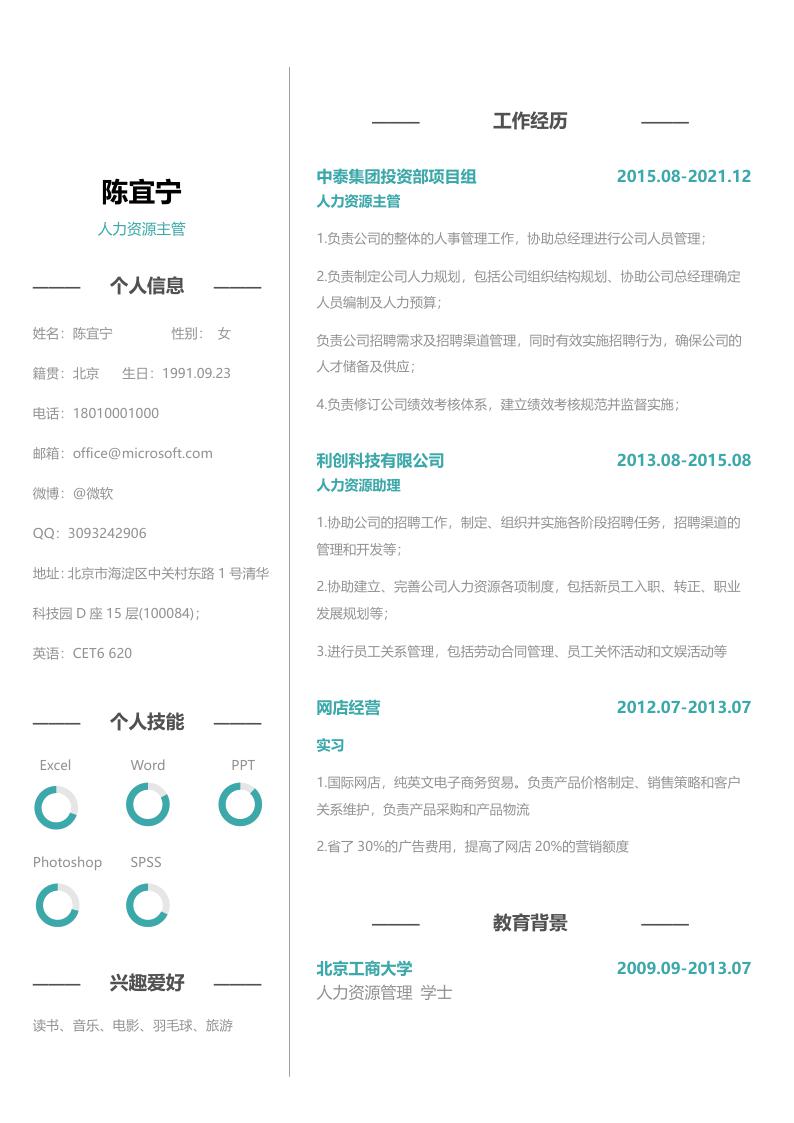 陈宜宁
人力资源主管
——— 个人信息 ———
姓名：陈宜宁 性别： 女
籍贯：北京 生日：1991.09.23
电话：18010001000
邮箱：office@microsoft.com
微博：@微软
QQ：3093242906
地址：北京市海淀区中关村东路 1 号清华
科技园 D 座 15 层(100084)；
英语：CET6 620
——— 个人技能 ———
Excel Word PPT
Photoshop SPSS
——— 兴趣爱好 ———
读书、音乐、电影、羽毛球、旅游
——— 工作经历 ———
中泰集团投资部项目组 2015.08-2021.12
人力资源主管
1.负责公司的整体的人事管理工作，协助总经理进行公司人员管理；
2.负责制定公司人力规划，包括公司组织结构规划、协助公司总经理确定
人员编制及人力预算；
负责公司招聘需求及招聘渠道管理，同时有效实施招聘行为，确保公司的
人才储备及供应；
4.负责修订公司绩效考核体系，建立绩效考核规范并监督实施；
利创科技有限公司 2013.08-2015.08
人力资源助理
1.协助公司的招聘工作，制定、组织并实施各阶段招聘任务，招聘渠道的
管理和开发等；
2.协助建立、完善公司人力资源各项制度，包括新员工入职、转正、职业
发展规划等；
3.进行员工关系管理，包括劳动合同管理、员工关怀活动和文娱活动等
网店经营 2012.07-2013.07
实习
1.国际网店，纯英文电子商务贸易。负责产品价格制定、销售策略和客户
关系维护，负责产品采购和产品物流
2.省了 30%的广告费用，提高了网店 20%的营销额度
——— 教育背景 ———
北京工商大学 2009.09-2013.07
人力资源管理 学士